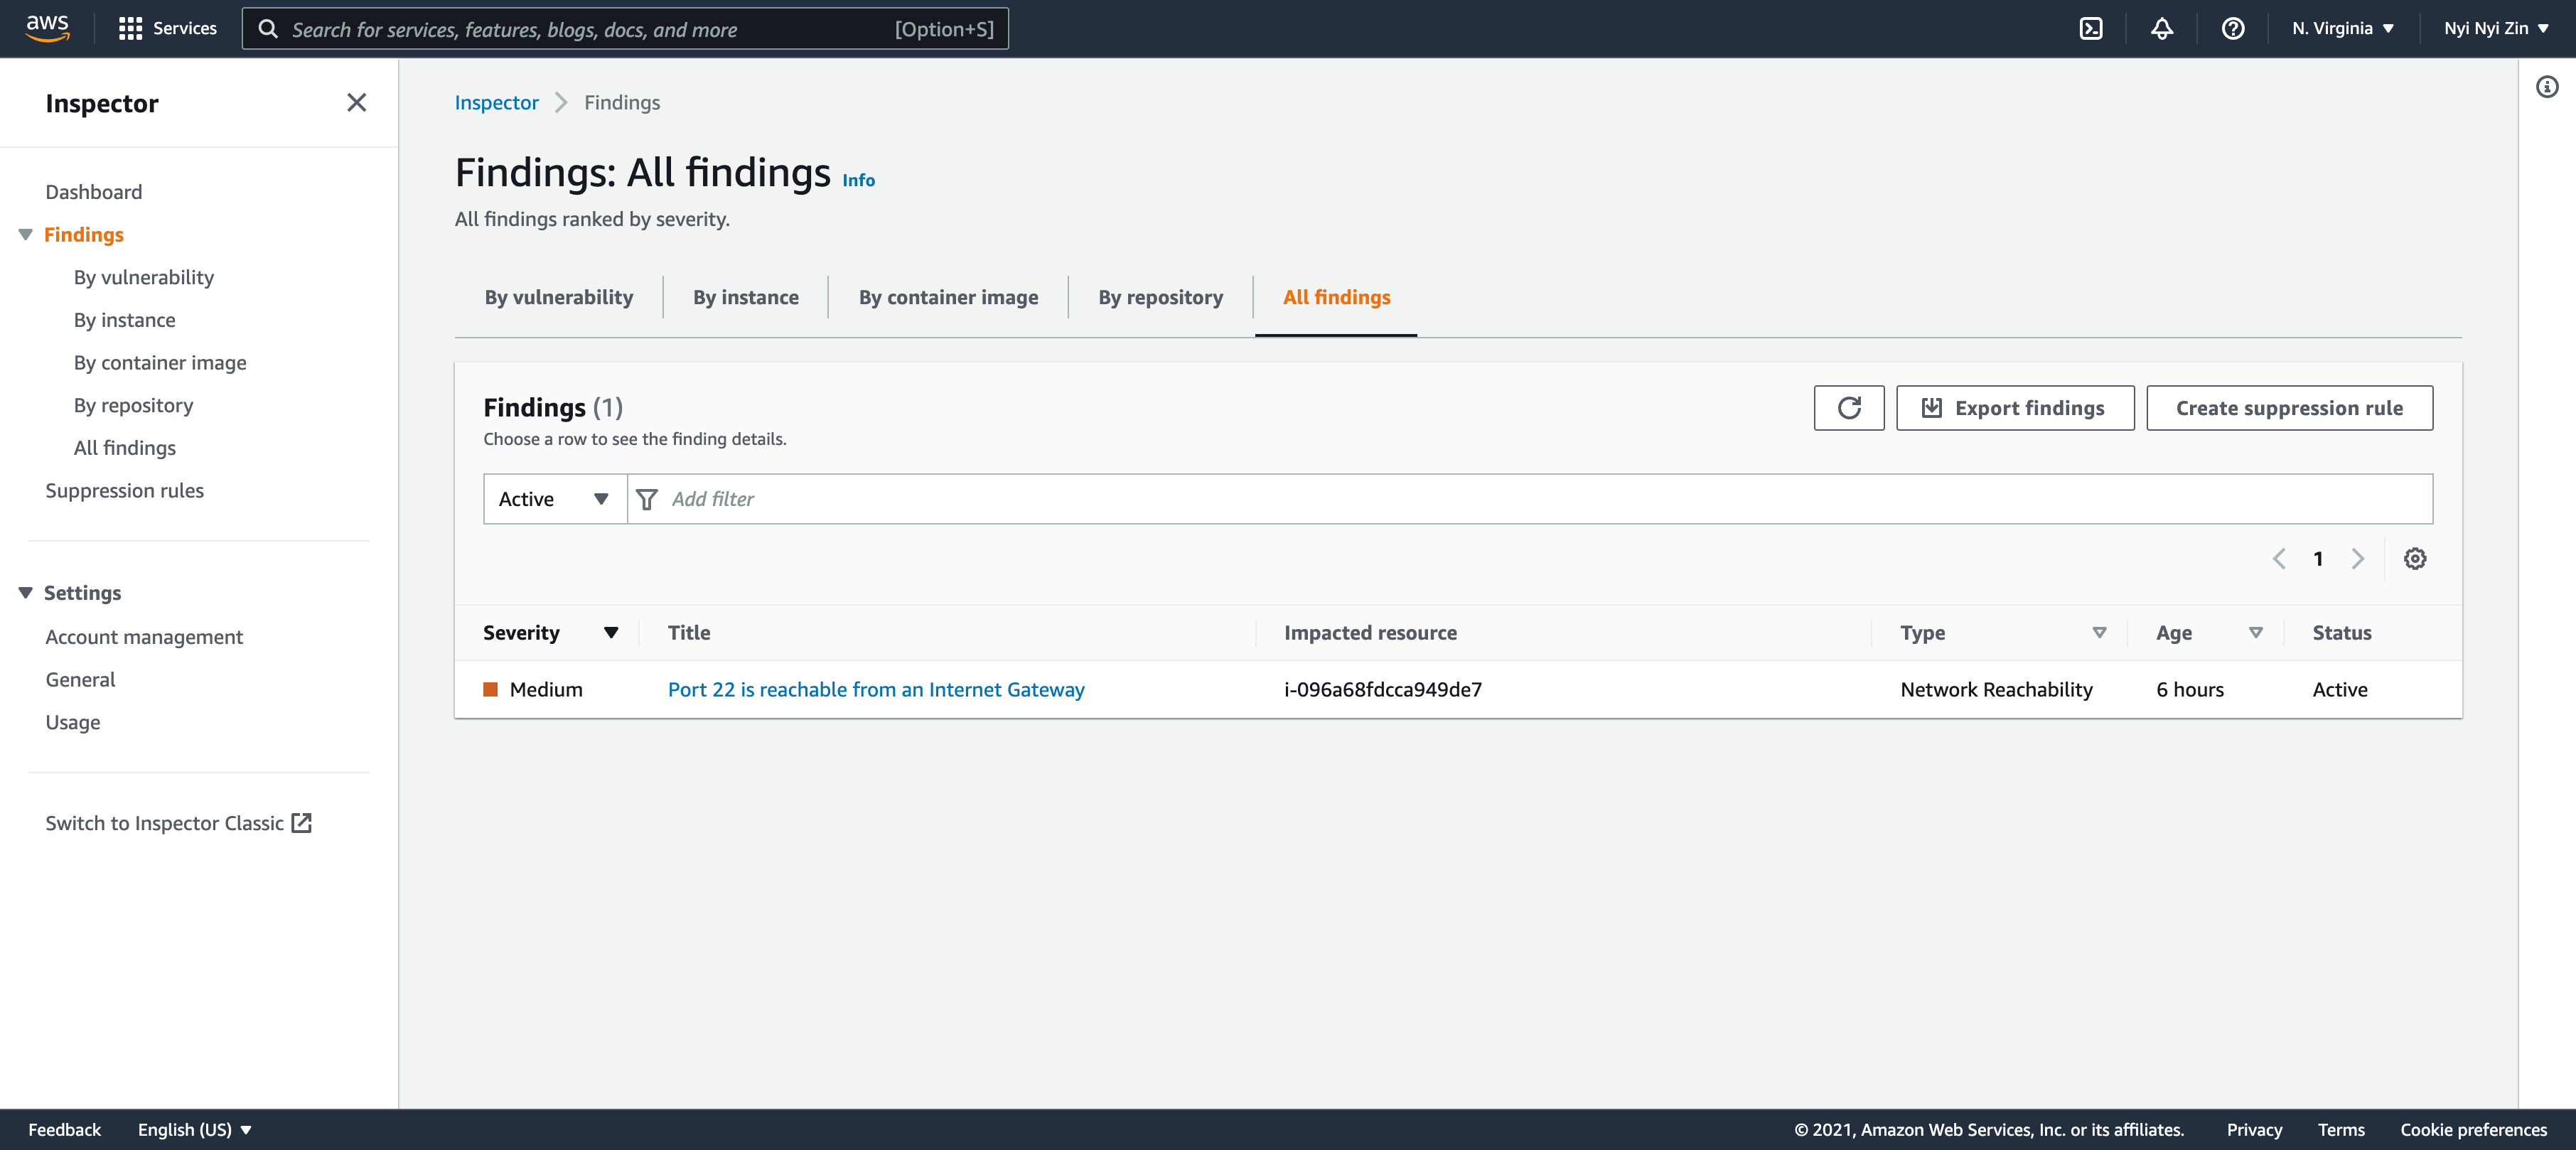 aws
Services
Search for services, features, blogs, docs, and more
[Option+S]
N. Virginia
Nyi Nyi Zin
Inspector
Dashboard
Findings
By vulnerability
By instance
By container image
By repository
All findings
Suppression rules
Settings
Account management
General
Usage
Switch to Inspector Classic
Inspector > Findings
Findings: All findings Info
All findings ranked by severity.
By vulnerability
By instance
By container image
By repository
All findings
Findings (1)
Choose a row to see the finding details.
Export findings
Create suppression rule
Active
Add filter
1
Severity Title Impacted resource Type Age Status
Medium Port 22 is reachable from an Internet Gateway i-096a68fdcca949de7 Network Reachability 6 hours Active
Feedback
English (US)
© 2021, Amazon Web Services, Inc. or its affiliates.
Privacy
Terms
Cookie preferences